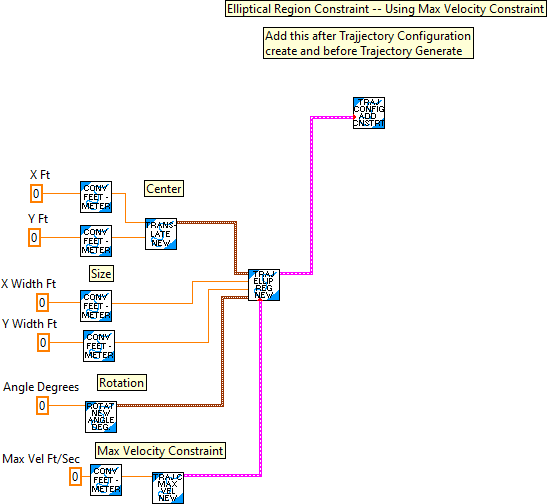 Elliptical Region Constraint -- Using Max Velocity Constraint
Add this after Trajjectory Configuration
create and before Trajectory Generate
TRAJ
CONFIG
ADD
CNSTRT
X Ft
0
CONV
FEET -
METER
Center
Y Ft
0
CONV
FEET -
METER
TRANS-
LATE
NEW
Size
X Width Ft
0
CONV
FEET -
METER
TRAJ
ELLIP
REG
NEW
Y Width Ft
0
CONV
FEET -
METER
Rotation
Angle Degrees
0
ROTAT
NEW
ANGLE
DEG
Max Velocity Constraint
Max Vel Ft/Sec
0
CONV
FEET -
METER
TRAJ.C
MAX
VEL
NEW